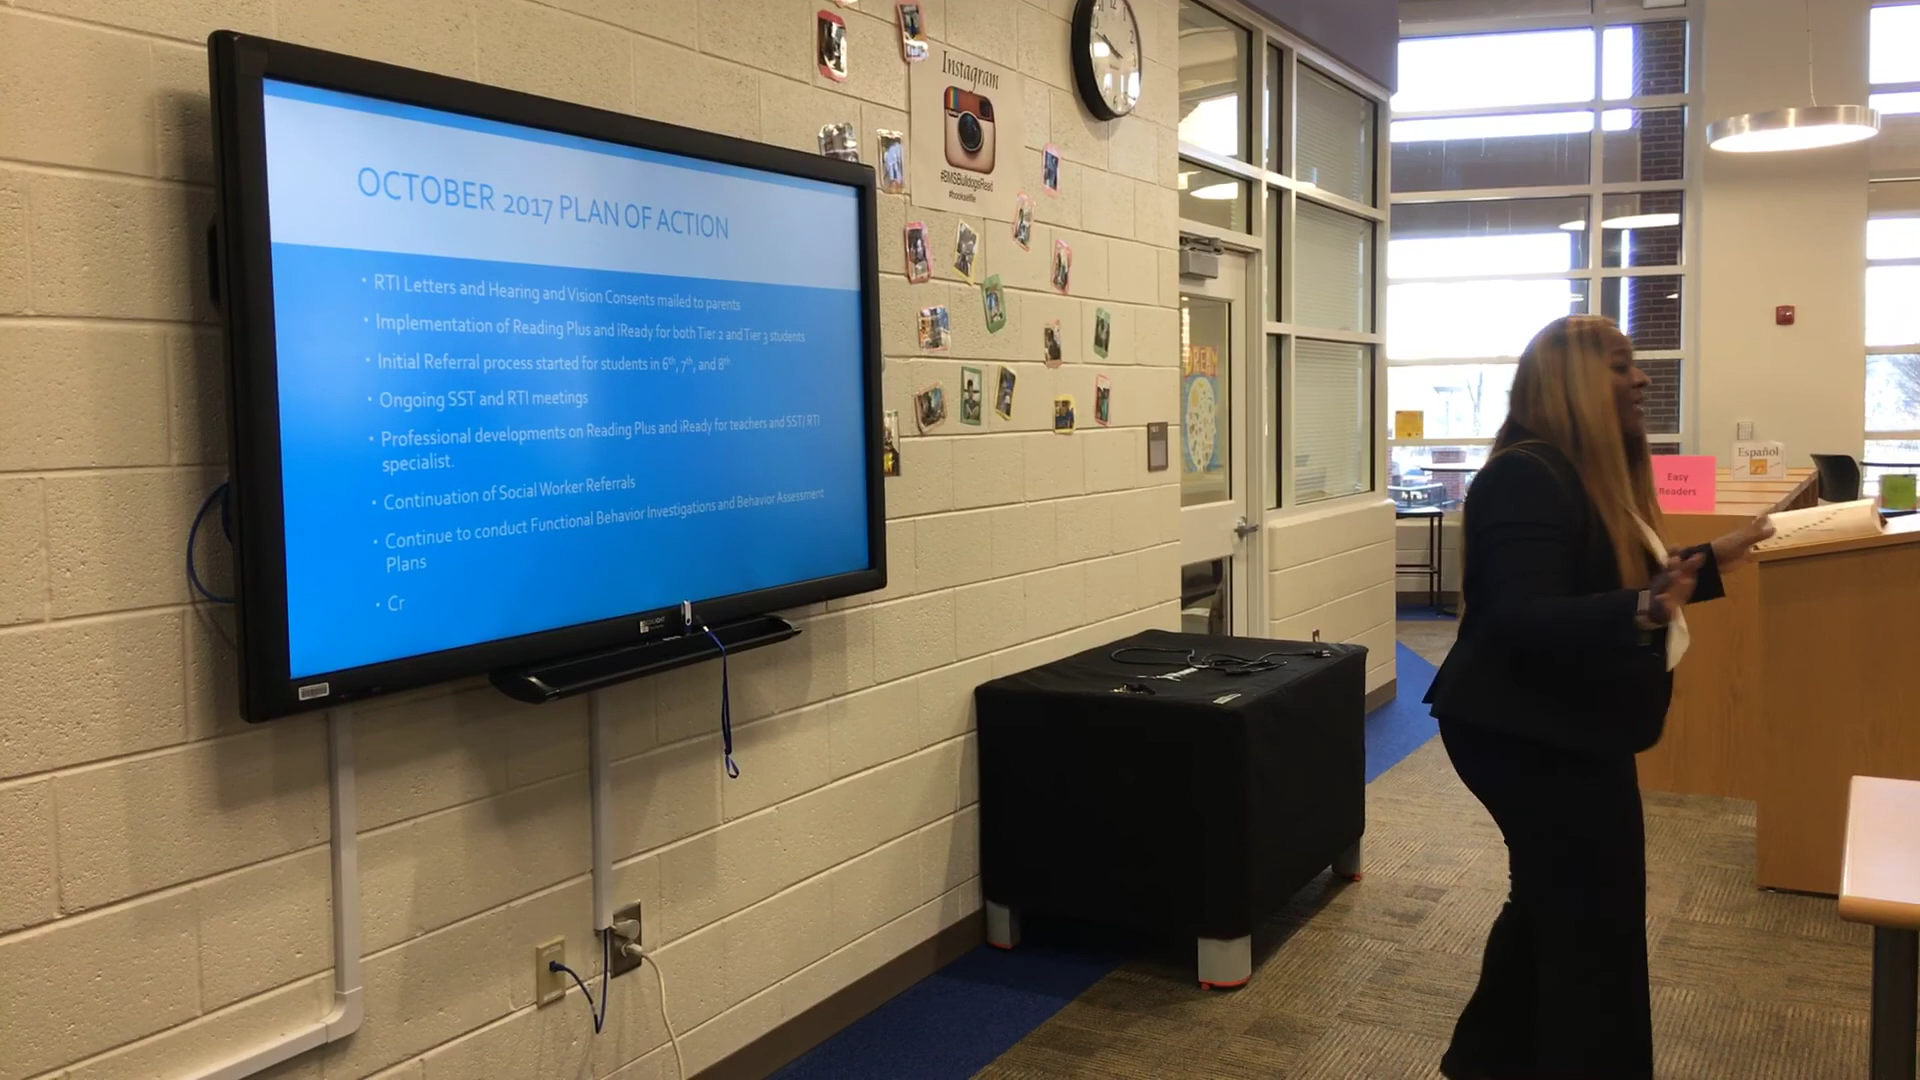 OCTOBER 2017 PLAN OF ACTION
• RTI Letters and Hearing and Vision Consents mailed to parents
• Implementation of Reading Plus and iReady for both Tier 2 and Tier 3 students
• Initial Referral process started for students in 6th, 7th, and 8th
• Ongoing SST and RTI meetings
• Professional developments on Reading Plus and iReady for teachers and SST/ RTI
specialist.
• Continuation of Social Worker Referrals
• Continue to conduct Functional Behavior Investigations and Behavior Assessment
Plans
• Cr
Instagram
#BMSBulldogsRead
#bookselfie
12
DREAM
Easy
Readers
Español